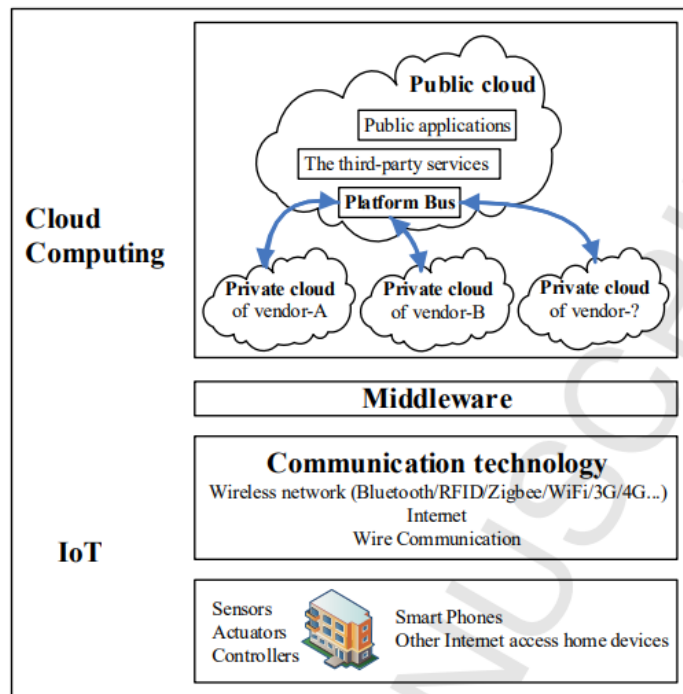 Public cloud
Public applications
The third-party services
Platform Bus
Cloud
Computing
Private cloud
of vendor-A
Private cloud
of vendor-B
Private cloud
of vendor-?
Middleware
Communication technology
Wireless network (Bluetooth/RFID/Zigbee/WiFi/3G/4G...)
Internet
Wire Communication
IoT
Sensors
Actuators
Controllers
Smart Phones
Other Internet access home devices